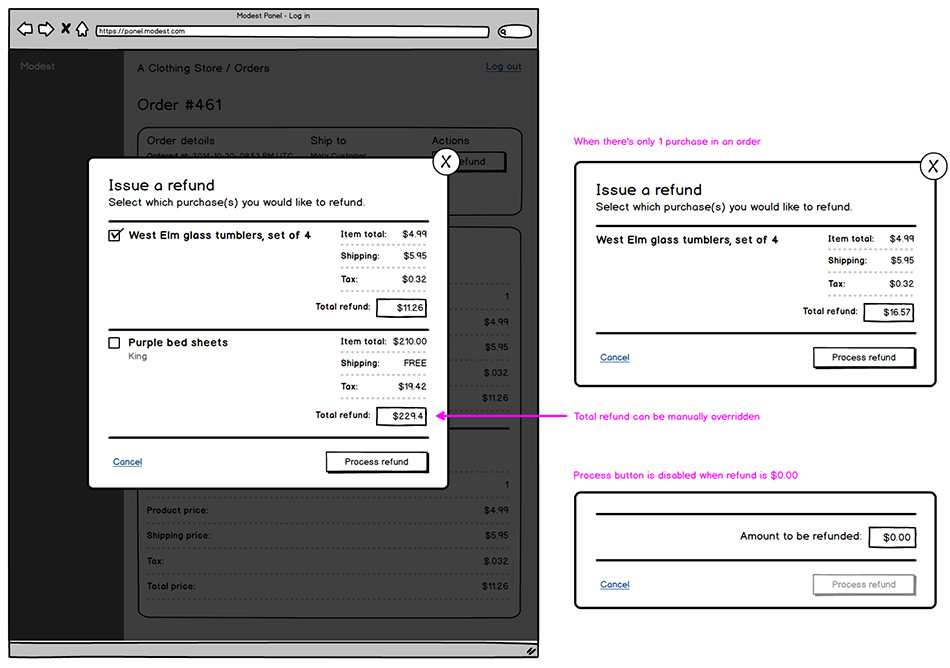 Modest Panel - Log in
https://panel.modest.com
Modest
A Clothing Store / Orders
Log out
Order #461
Order details
Ship to
Actions
Ordered at: 2014-10-20, 09:53 PM UTC
Mary Customer
efund
1
$4.99
$5.95
$.032
$11.26
1
Product price: $4.99
Shipping price: $5.95
Tax: $.032
Total price: $11.26
X
Issue a refund
Select which purchase(s) you would like to refund.
West Elm glass tumblers, set of 4
Item total: $4.99
Shipping: $5.95
Tax: $0.32
Total refund: $11.26
Purple bed sheets
King
Item total: $210.00
Shipping: FREE
Tax: $19.42
Total refund: $229.4
Cancel
Process refund
When there's only 1 purchase in an order
X
Issue a refund
Select which purchase(s) you would like to refund.
West Elm glass tumblers, set of 4
Item total: $4.99
Shipping: $5.95
Tax: $0.32
Total refund: $16.57
Cancel
Process refund
Total refund can be manually overridden
Process button is disabled when refund is $0.00
Amount to be refunded: $0.00
Cancel
Process refund